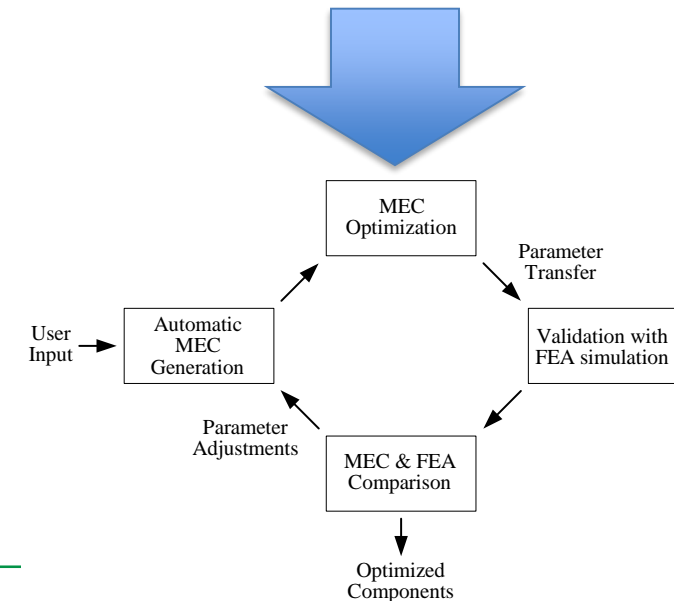 MEC
Optimization
Parameter
Transfer
User
Input
Automatic
MEC
Generation
Validation with
FEA simulation
Parameter
Adjustments
MEC & FEA
Comparison
Optimized
Components